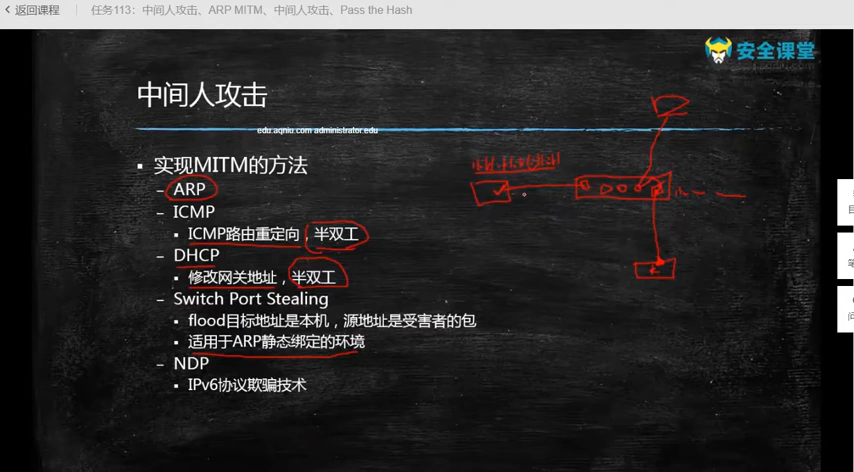 返回课程
任务113：中间人攻击、ARP MITM、中间人攻击、Pass the Hash
安全课堂
中间人攻击
edu.aqniu.com administrator.edu
▪ 实现MITM的方法
– ARP
– ICMP
▪ ICMP路由重定向，半双工
– DHCP
▪ 修改网关地址，半双工
– Switch Port Stealing
▪ flood目标地址是本机，源地址是受害者的包
▪ 适用于ARP静态绑定的环境
– NDP
▪ IPv6协议欺骗技术
目
笔
问